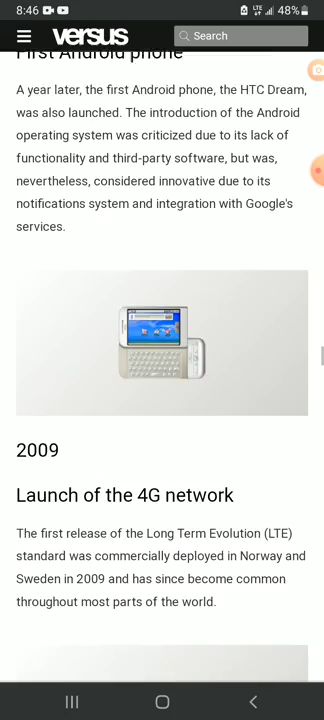 8:46
LTE
48%
versus
Search
First Android phone
A year later, the first Android phone, the HTC Dream,
was also launched. The introduction of the Android
operating system was criticized due to its lack of
functionality and third-party software, but was,
nevertheless, considered innovative due to its
notifications system and integration with Google's
services.
2009
Launch of the 4G network
The first release of the Long Term Evolution (LTE)
standard was commercially deployed in Norway and
Sweden in 2009 and has since become common
throughout most parts of the world.